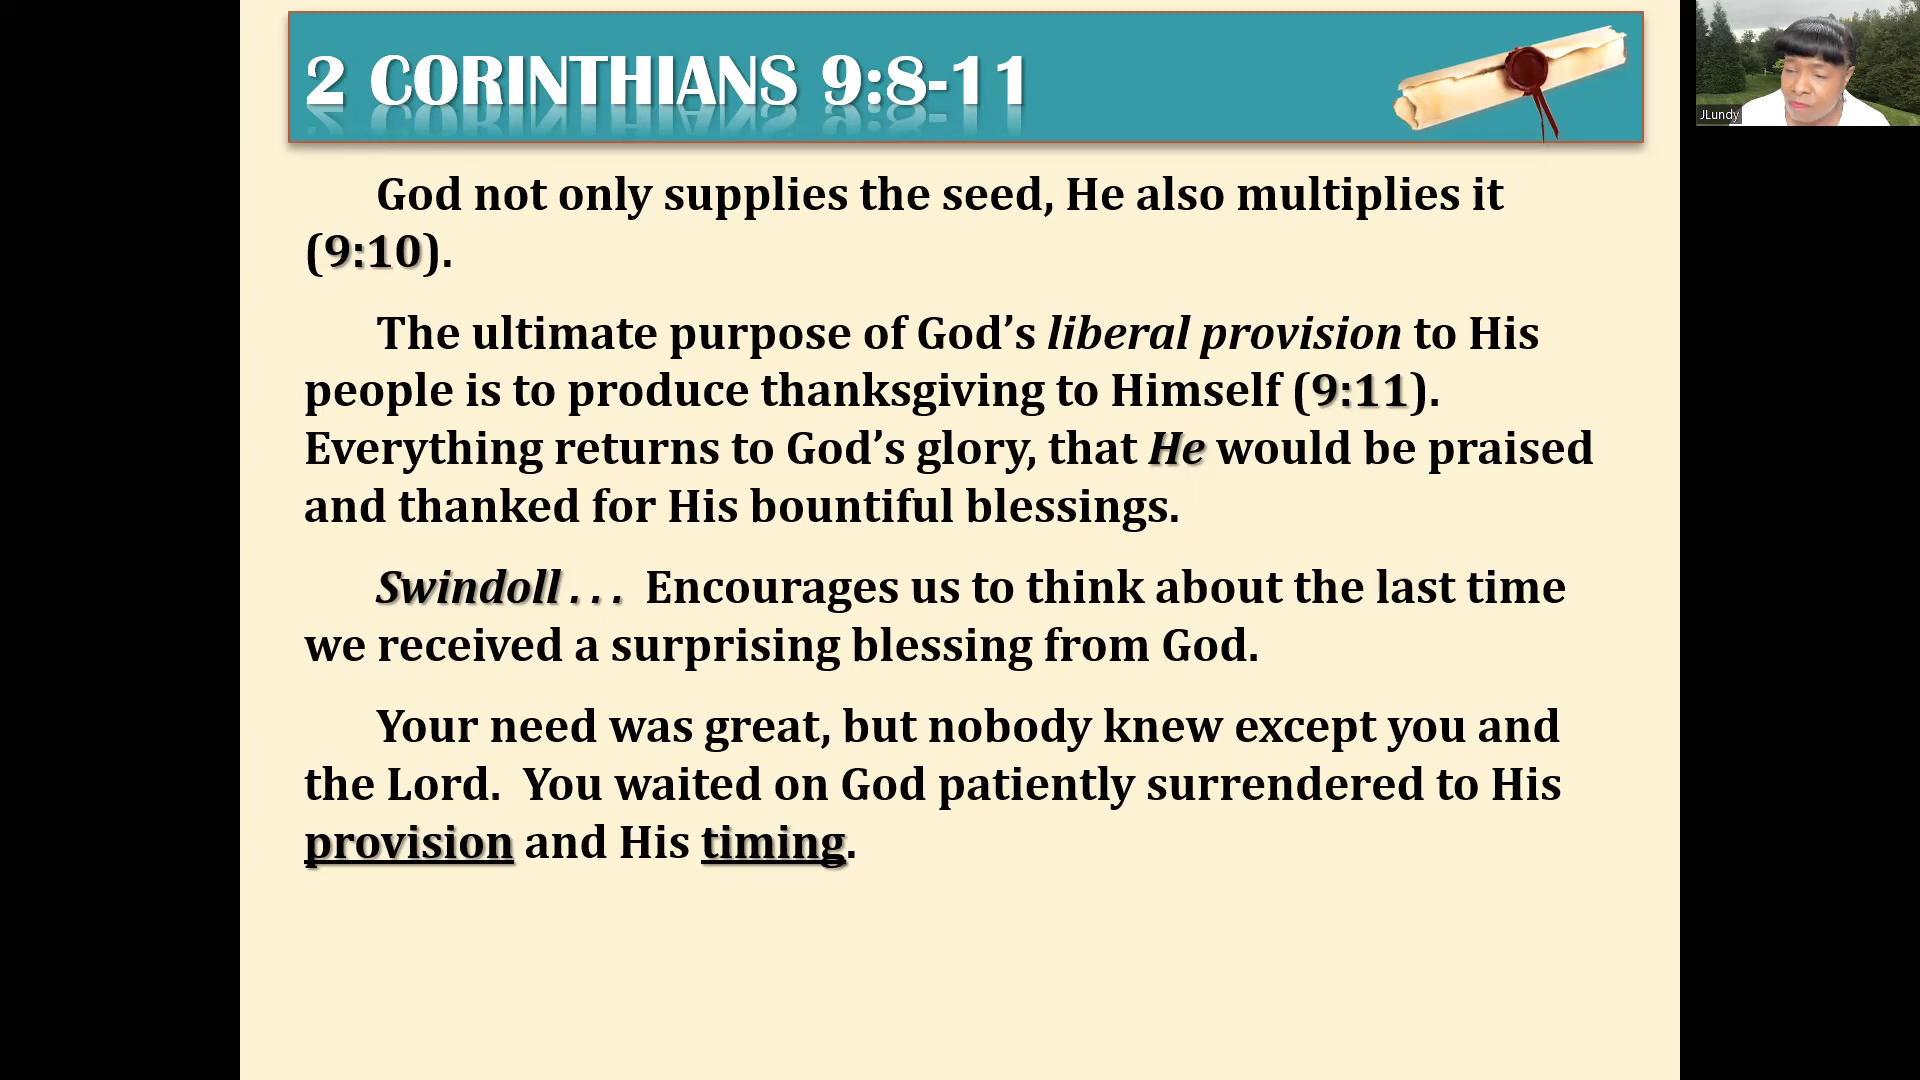 2 CORINTHIANS 9:8-11
JLundy
God not only supplies the seed, He also multiplies it
(9:10).
The ultimate purpose of God’s liberal provision to His
people is to produce thanksgiving to Himself (9:11).
Everything returns to God’s glory, that He would be praised
and thanked for His bountiful blessings.
Swindoll . . .  Encourages us to think about the last time
we received a surprising blessing from God.
Your need was great, but nobody knew except you and
the Lord.  You waited on God patiently surrendered to His
provision and His timing.